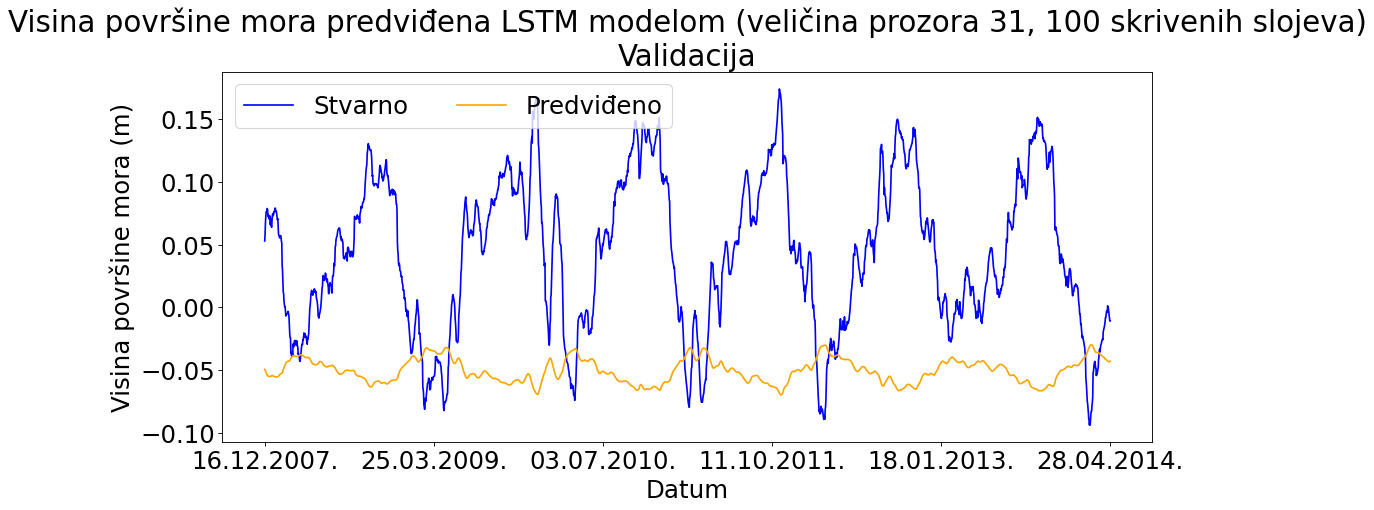 Visina površine mora predviđena LSTM modelom (veličina prozora 31, 100 skrivenih slojeva)
Validacija
Stvarno Predviđeno
Visina površine mora (m)
0.15
0.10
0.05
0.00
−0.05
−0.10
16.12.2007. 25.03.2009. 03.07.2010. 11.10.2011. 18.01.2013. 28.04.2014.
Datum